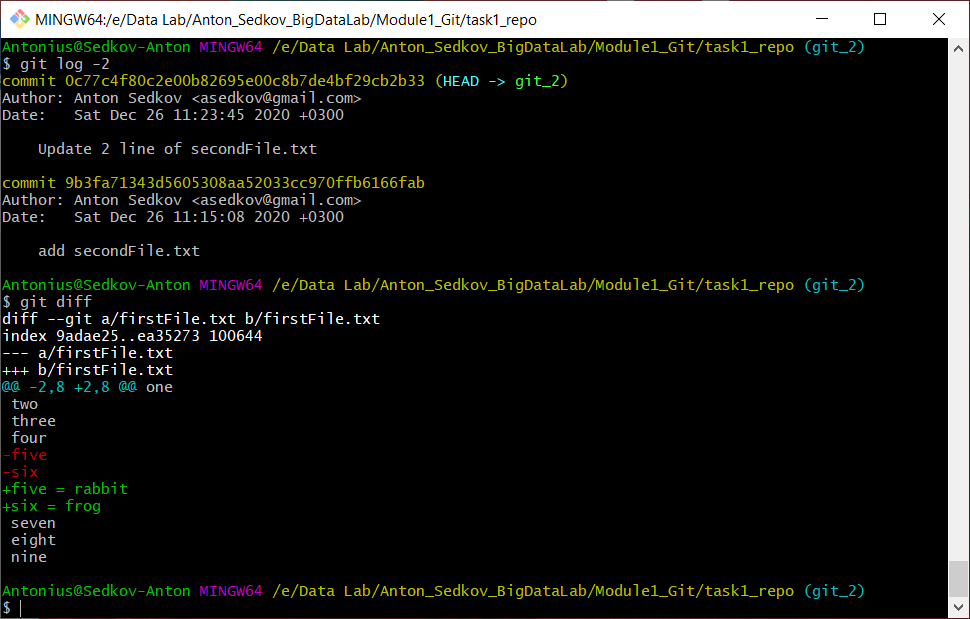 MINGW64:/e/Data Lab/Anton_Sedkov_BigDataLab/Module1_Git/task1_repo
Antonius@Sedkov-Anton MINGW64 /e/Data Lab/Anton_Sedkov_BigDataLab/Module1_Git/task1_repo (git_2)
$ git log -2
commit 0c77c4f80c2e00b82695e00c8b7de4bf29cb2b33 (HEAD -> git_2)
Author: Anton Sedkov <asedkov@gmail.com>
Date:   Sat Dec 26 11:23:45 2020 +0300
    Update 2 line of secondFile.txt
commit 9b3fa71343d5605308aa52033cc970ffb6166fab
Author: Anton Sedkov <asedkov@gmail.com>
Date:   Sat Dec 26 11:15:08 2020 +0300
    add secondFile.txt
Antonius@Sedkov-Anton MINGW64 /e/Data Lab/Anton_Sedkov_BigDataLab/Module1_Git/task1_repo (git_2)
$ git diff
diff --git a/firstFile.txt b/firstFile.txt
index 9adae25..ea35273 100644
--- a/firstFile.txt
+++ b/firstFile.txt
@@ -2,8 +2,8 @@ one
 two
 three
 four
-five
-six
+five = rabbit
+six = frog
 seven
 eight
 nine
Antonius@Sedkov-Anton MINGW64 /e/Data Lab/Anton_Sedkov_BigDataLab/Module1_Git/task1_repo (git_2)
$